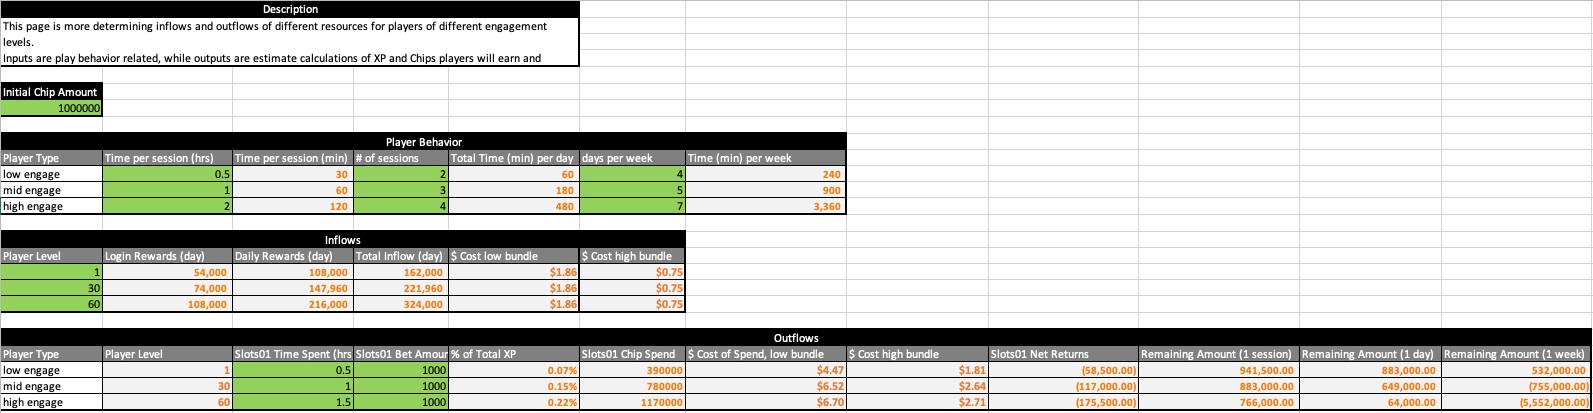 Description
This page is more determining inflows and outflows of different resources for players of different engagement
levels.
Inputs are play behavior related, while outputs are estimate calculations of XP and Chips players will earn and
Initial Chip Amount
1000000
Player Behavior
Player Type Time per session (hrs) Time per session (min) # of sessions Total Time (min) per day days per week Time (min) per week
low engage 0.5 30 2 60 4 240
mid engage 1 60 3 180 5 900
high engage 2 120 4 480 7 3,360
Inflows
Player Level Login Rewards (day) Daily Rewards (day) Total Inflow (day) $ Cost low bundle $ Cost high bundle
1 54,000 108,000 162,000 $1.86 $0.75
30 74,000 147,960 221,960 $1.86 $0.75
60 108,000 216,000 324,000 $1.86 $0.75
Outflows
Player Type Player Level Slots01 Time Spent (hrs Slots01 Bet Amour % of Total XP Slots01 Chip Spend $ Cost of Spend, low bundle $ Cost high bundle Slots01 Net Returns Remaining Amount (1 session) Remaining Amount (1 day) Remaining Amount (1 week)
low engage 1 0.5 1000 0.07% 390000 $4.47 $1.81 (58,500.00) 941,500.00 883,000.00 532,000.00
mid engage 30 1 1000 0.15% 780000 $6.52 $2.64 (117,000.00) 883,000.00 649,000.00 (755,000.00)
high engage 60 1.5 1000 0.22% 1170000 $6.70 $2.71 (175,500.00) 766,000.00 64,000.00 (5,552,000.00)